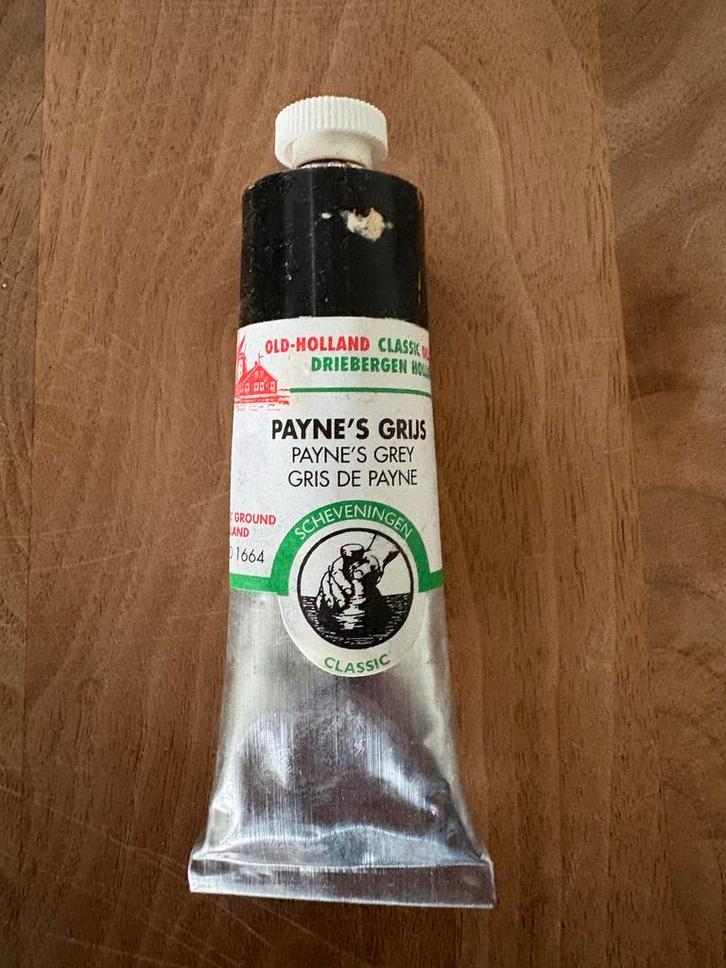 OLD-HOLLAND CLASSIC
DRIEBERGEN
PAYNE'S GRIJS
PAYNE'S GREY
GRIS DE PAYNE
GROUND
1664
SCHEVENINGEN
CLASSIC